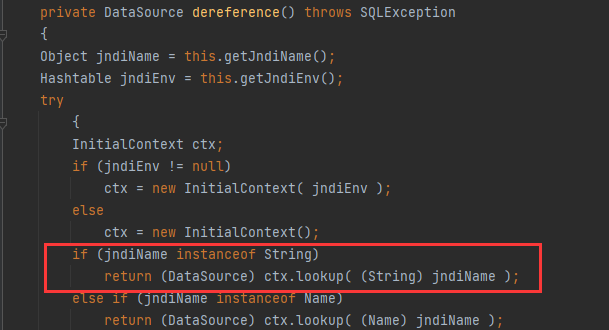 private DataSource dereference() throws SQLException
{
Object jndiName = this.getJndiName();
Hashtable jndiEnv = this.getJndiEnv();
try
{
InitialContext ctx;
if (jndiEnv != null)
ctx = new InitialContext( jndiEnv );
else
ctx = new InitialContext();
if (jndiName instanceof String)
return (DataSource) ctx.lookup( (String) jndiName );
else if (jndiName instanceof Name)
return (DataSource) ctx.lookup( (Name) jndiName );